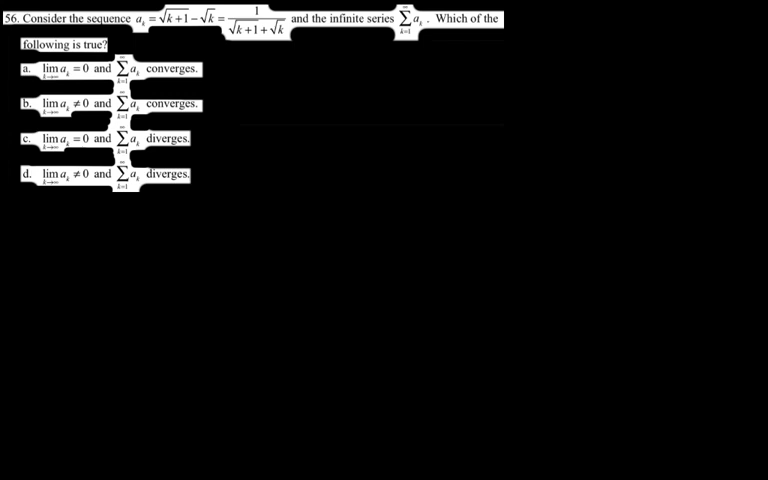 56. Consider the sequence a_k = √(k+1) − √k = 1/(√(k+1) + √k) and the infinite series ∑_{k=1}^{∞} a_k . Which of the
following is true?
a. lim_{k→∞} a_k = 0 and ∑_{k=1}^{∞} a_k converges.
b. lim_{k→∞} a_k ≠ 0 and ∑_{k=1}^{∞} a_k converges.
c. lim_{k→∞} a_k = 0 and ∑_{k=1}^{∞} a_k diverges.
d. lim_{k→∞} a_k ≠ 0 and ∑_{k=1}^{∞} a_k diverges.